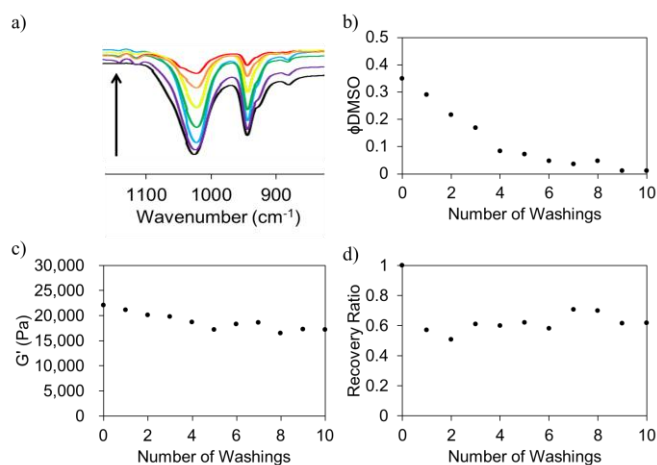 a)
1100 1000 900
Wavenumber (cm⁻¹)
b)
ϕDMSO
0.5
0.4
0.3
0.2
0.1
0
0 2 4 6 8 10
Number of Washings
c)
G' (Pa)
30,000
25,000
20,000
15,000
10,000
5,000
0
0 2 4 6 8 10
Number of Washings
d)
Recovery Ratio
1
0.8
0.6
0.4
0.2
0
0 2 4 6 8 10
Number of Washings